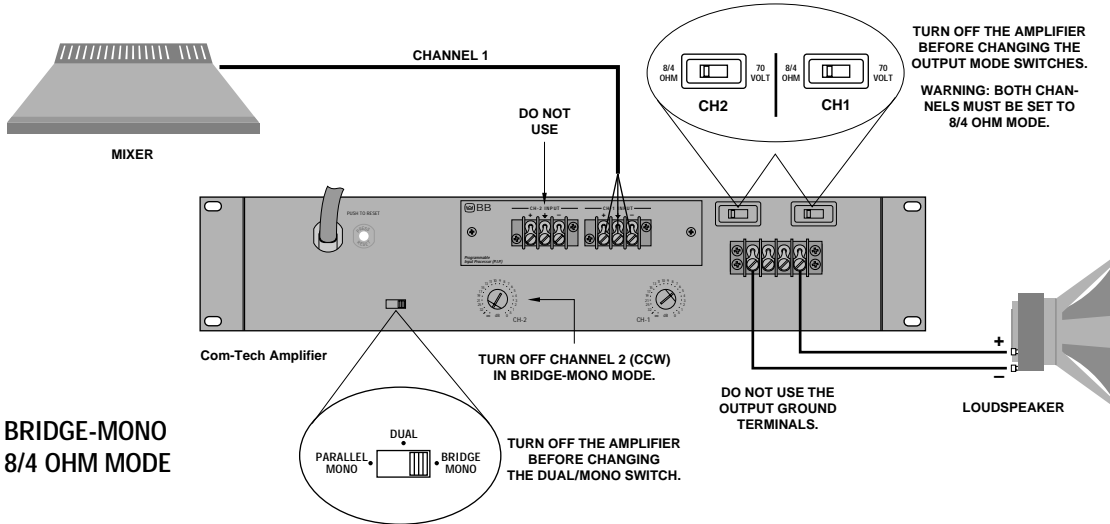 CHANNEL 1
MIXER
DO NOT
USE
8/4
OHM
70
VOLT
8/4
OHM
70
VOLT
CH2
CH1
TURN OFF THE AMPLIFIER
BEFORE CHANGING THE
OUTPUT MODE SWITCHES.
WARNING: BOTH CHAN-
NELS MUST BE SET TO
8/4 OHM MODE.
PUSH TO RESET
BB
CH-2 INPUT
CH-1 INPUT
+ −
+ −
Programmable
Input Processor (P.I.P.)
CH-2
CH-1
Com-Tech Amplifier
TURN OFF CHANNEL 2 (CCW)
IN BRIDGE-MONO MODE.
DO NOT USE THE
OUTPUT GROUND
TERMINALS.
+
−
LOUDSPEAKER
BRIDGE-MONO
8/4 OHM MODE
DUAL
PARALLEL
MONO
BRIDGE
MONO
TURN OFF THE AMPLIFIER
BEFORE CHANGING
THE DUAL/MONO SWITCH.